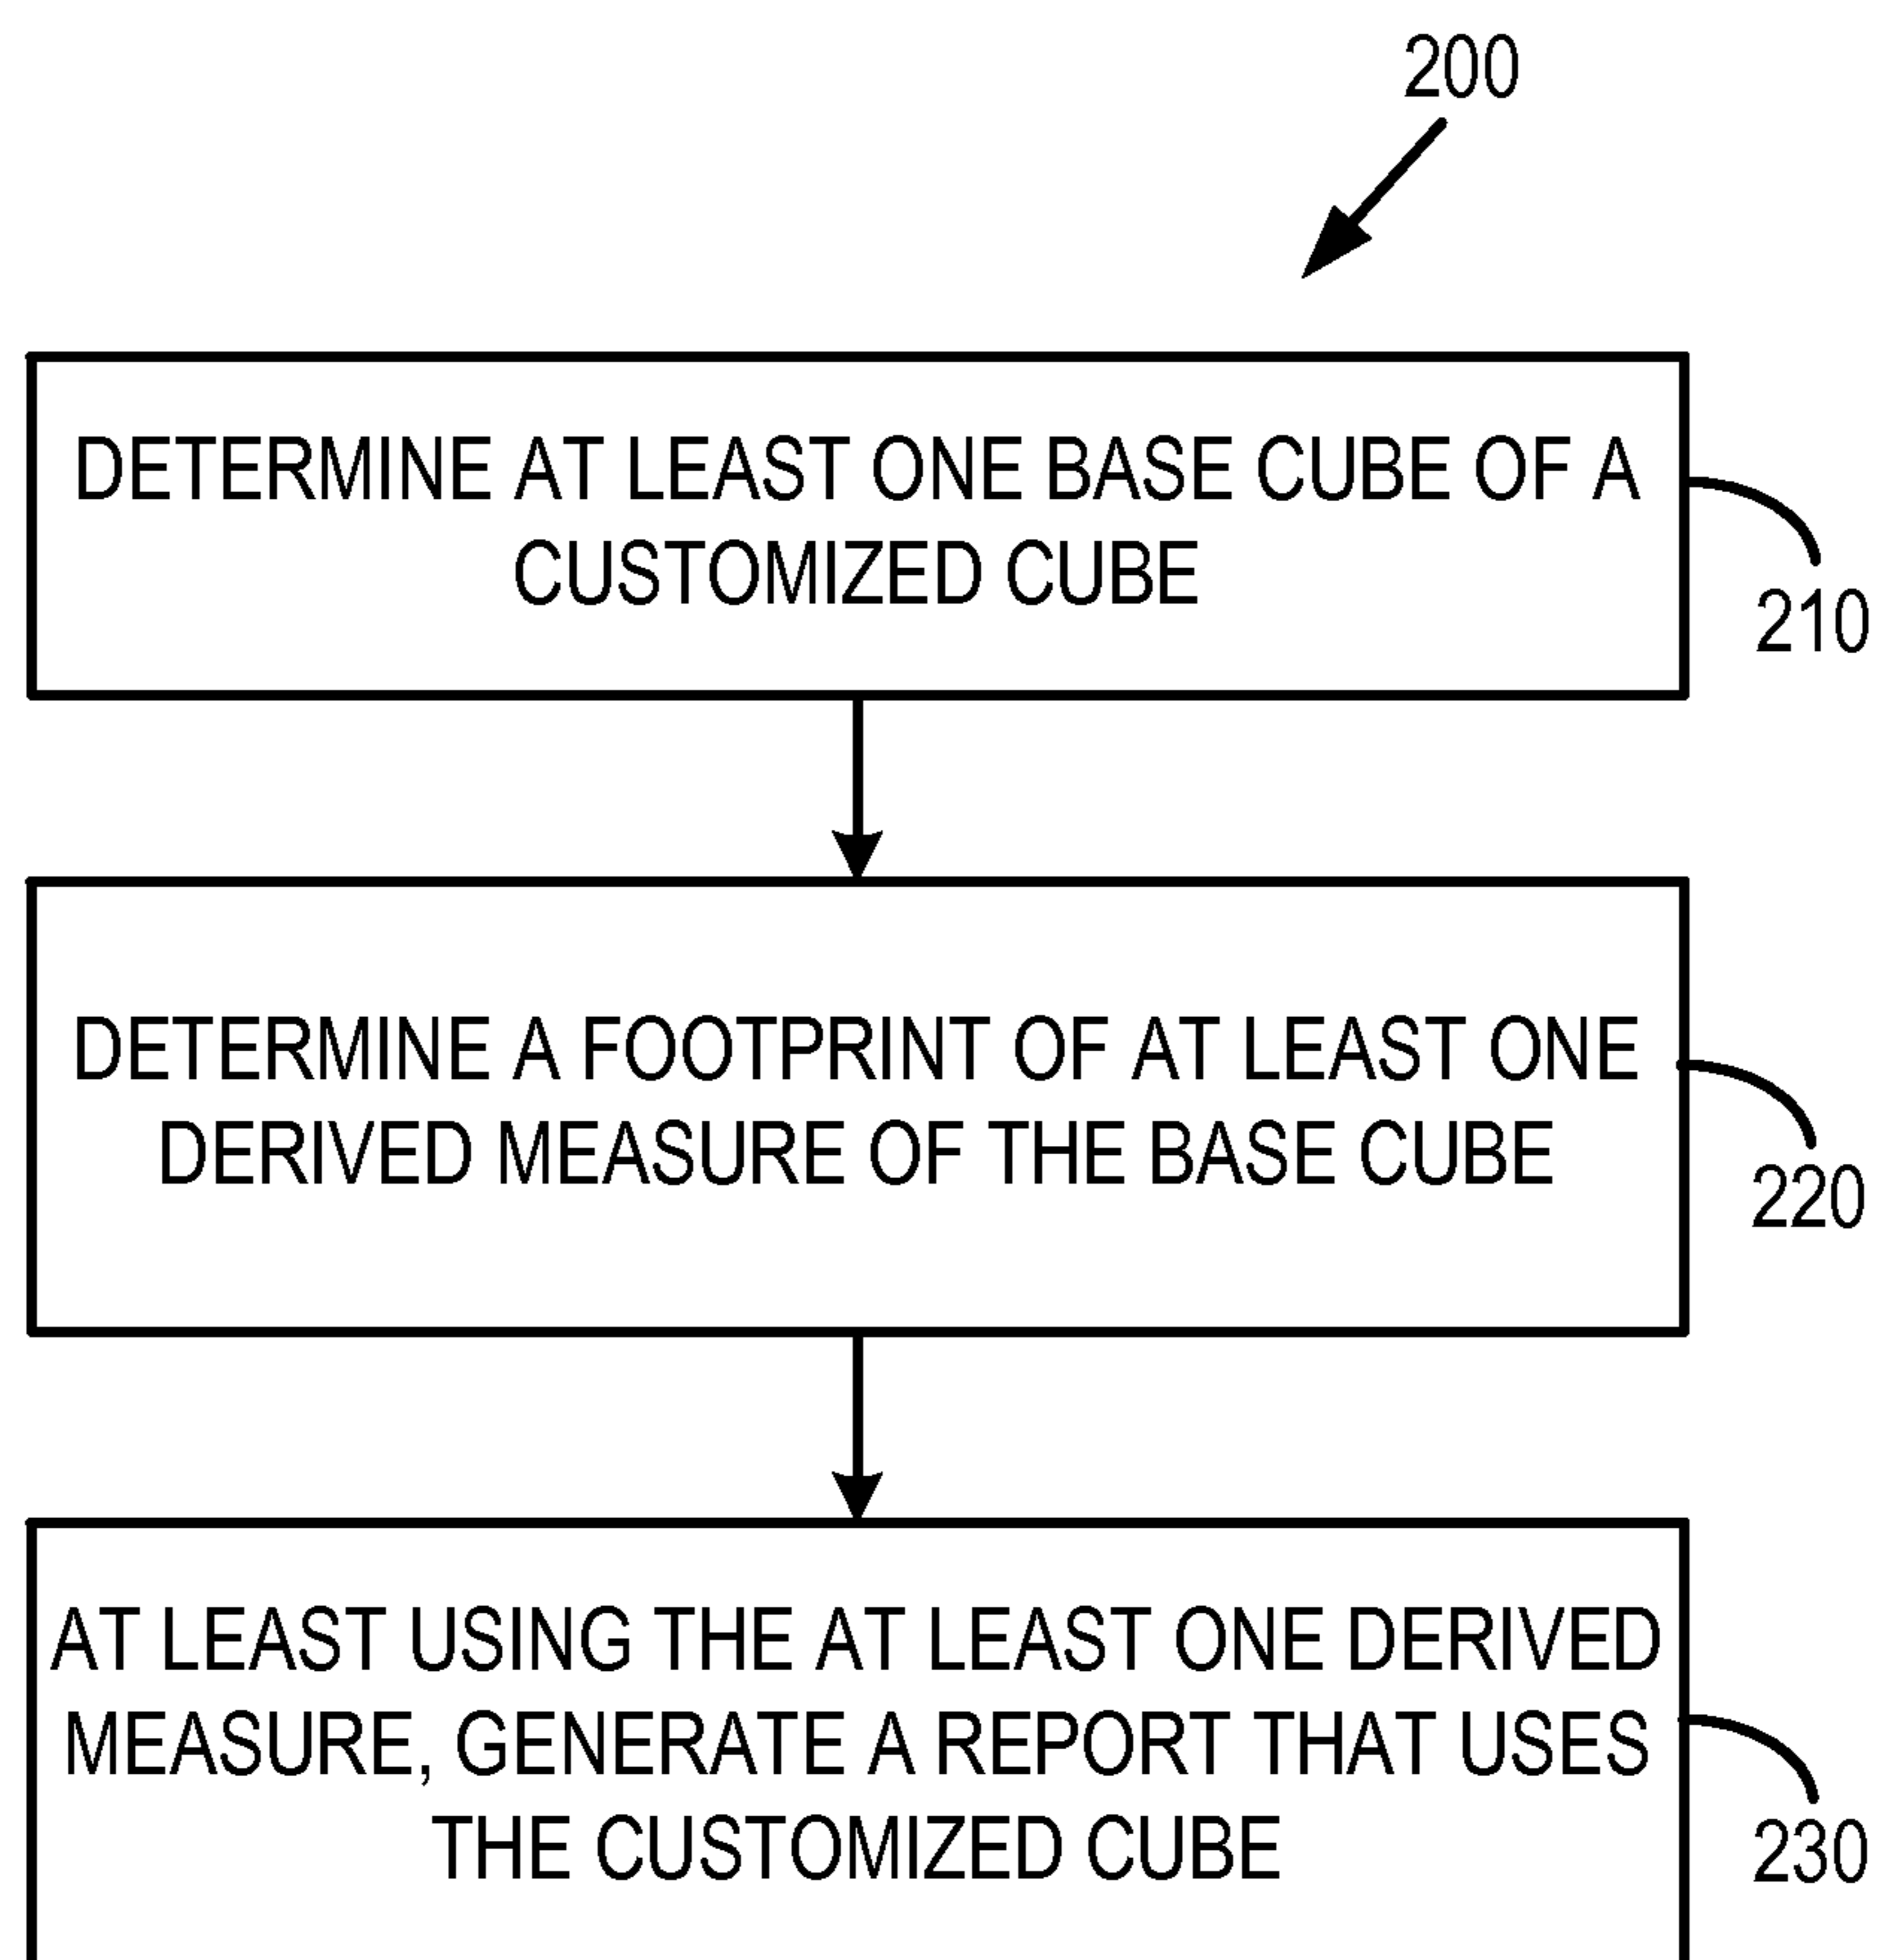 200
DETERMINE AT LEAST ONE BASE CUBE OF A
CUSTOMIZED CUBE
210
DETERMINE A FOOTPRINT OF AT LEAST ONE
DERIVED MEASURE OF THE BASE CUBE
220
AT LEAST USING THE AT LEAST ONE DERIVED
MEASURE, GENERATE A REPORT THAT USES
THE CUSTOMIZED CUBE
230